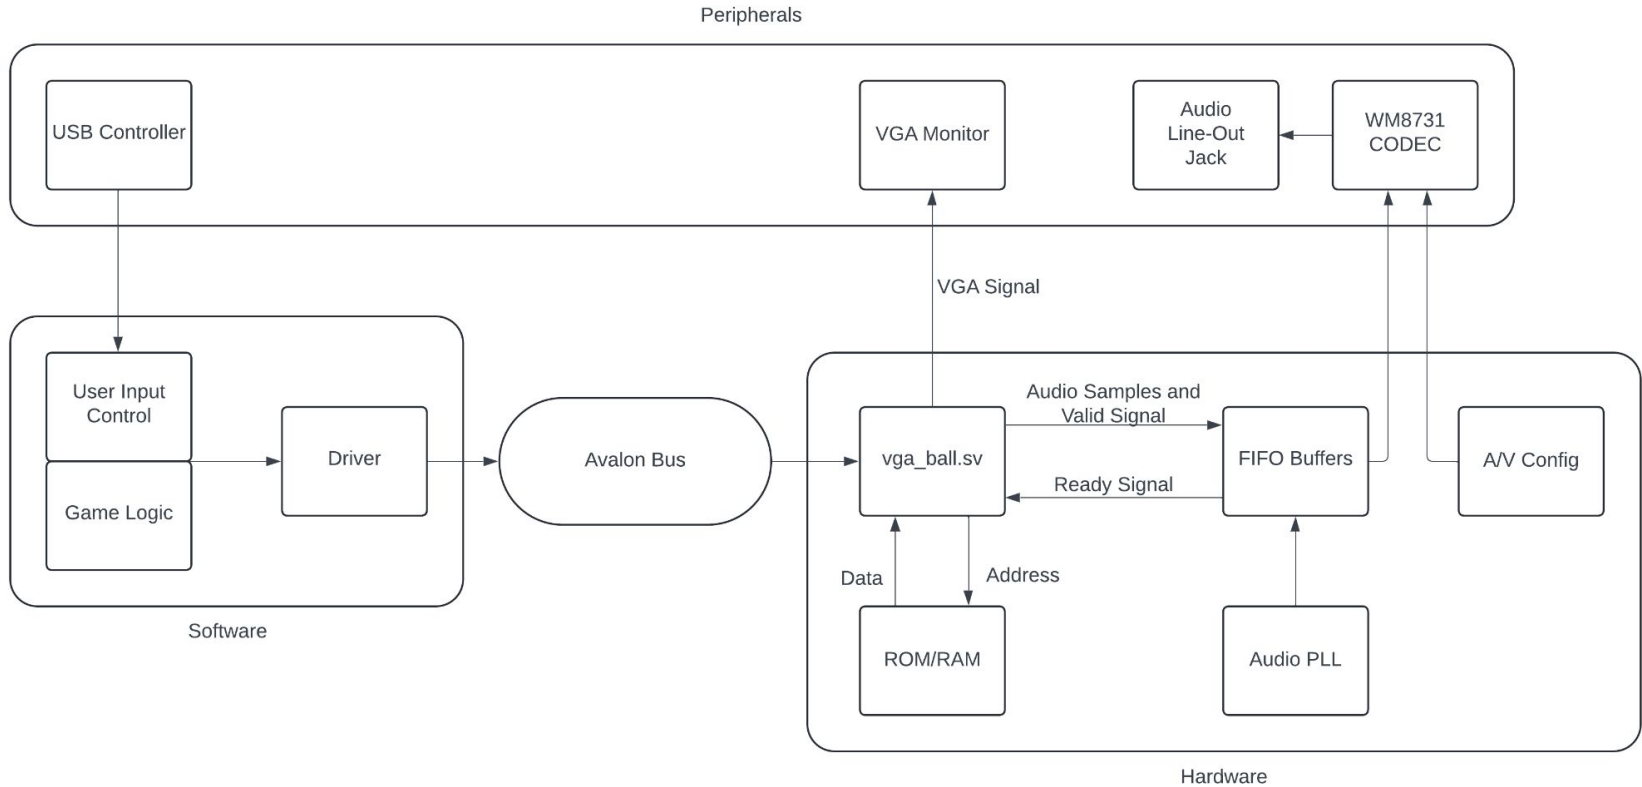 Peripherals
USB Controller
VGA Monitor
Audio
Line-Out
Jack
WM8731
CODEC
VGA Signal
User Input
Control
Game Logic
Driver
Software
Avalon Bus
vga_ball.sv
Audio Samples and
Valid Signal
Ready Signal
FIFO Buffers
A/V Config
Data
Address
ROM/RAM
Audio PLL
Hardware